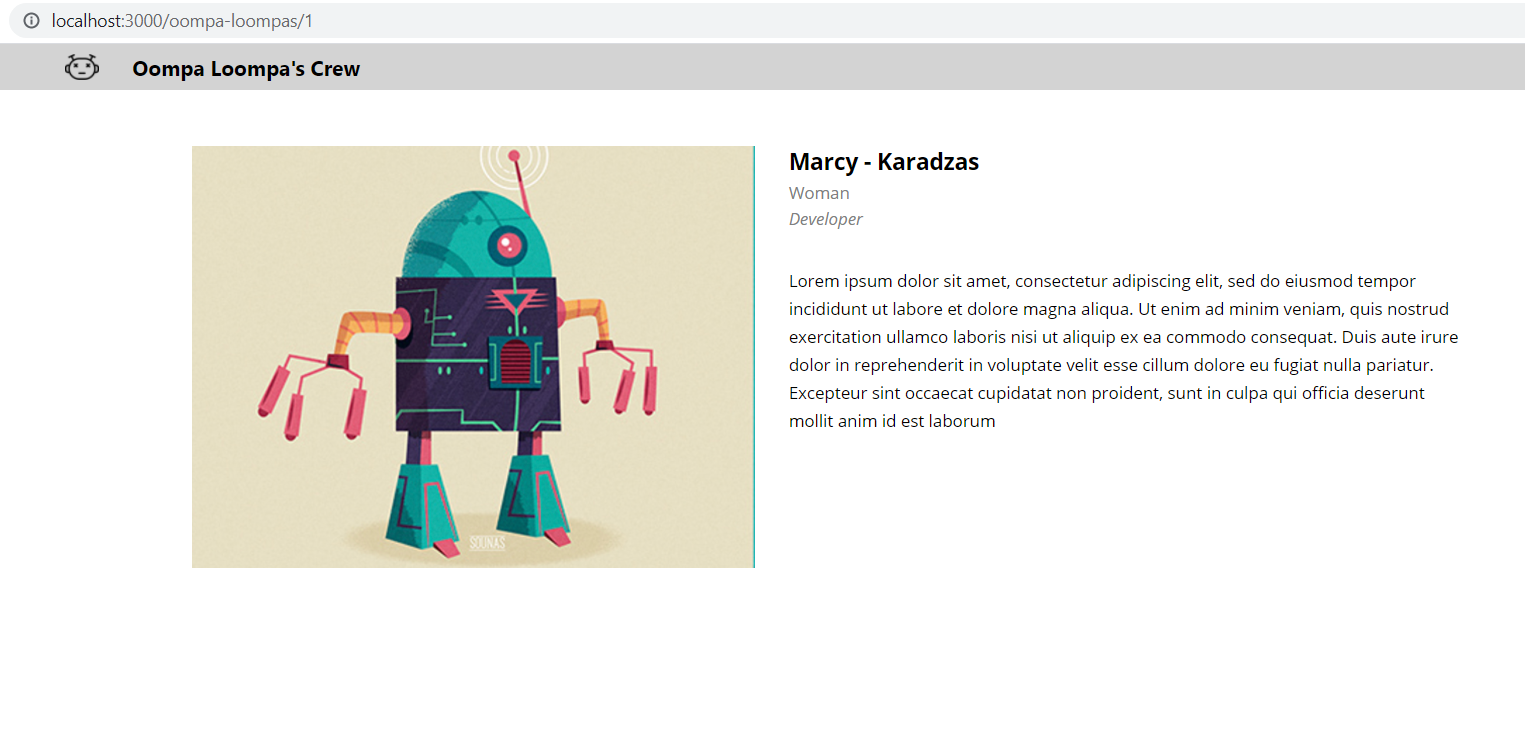 localhost:3000/oompa-loompas/1
Oompa Loompa's Crew
Marcy - Karadzas
Woman
Developer
Lorem ipsum dolor sit amet, consectetur adipiscing elit, sed do eiusmod tempor
incididunt ut labore et dolore magna aliqua. Ut enim ad minim veniam, quis nostrud
exercitation ullamco laboris nisi ut aliquip ex ea commodo consequat. Duis aute irure
dolor in reprehenderit in voluptate velit esse cillum dolore eu fugiat nulla pariatur.
Excepteur sint occaecat cupidatat non proident, sunt in culpa qui officia deserunt
mollit anim id est laborum
SOUNAS